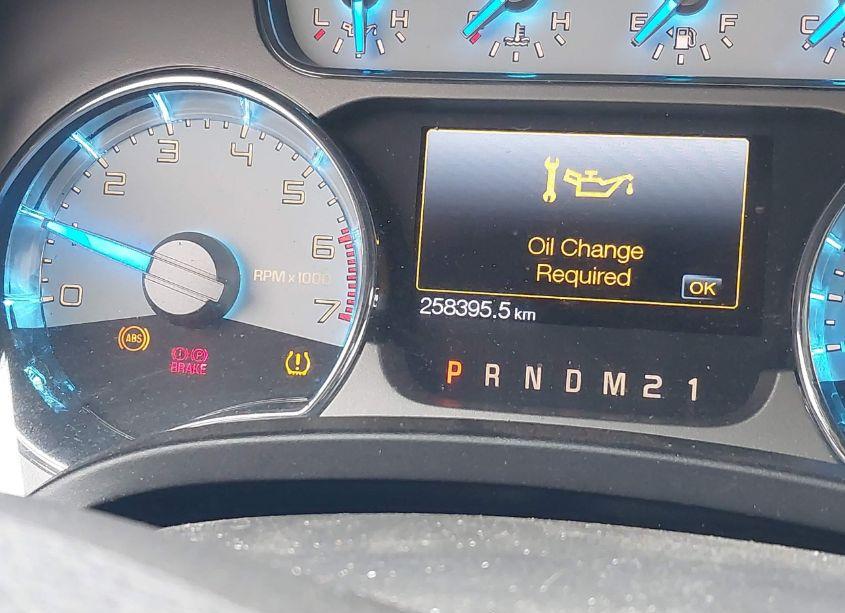 L H
C H
E F
C
0 1 2 3 4 5 6 7
RPM x 1000
Oil Change
Required
OK
258395.5 km
ABS
BRAKE
P R N D M 2 1